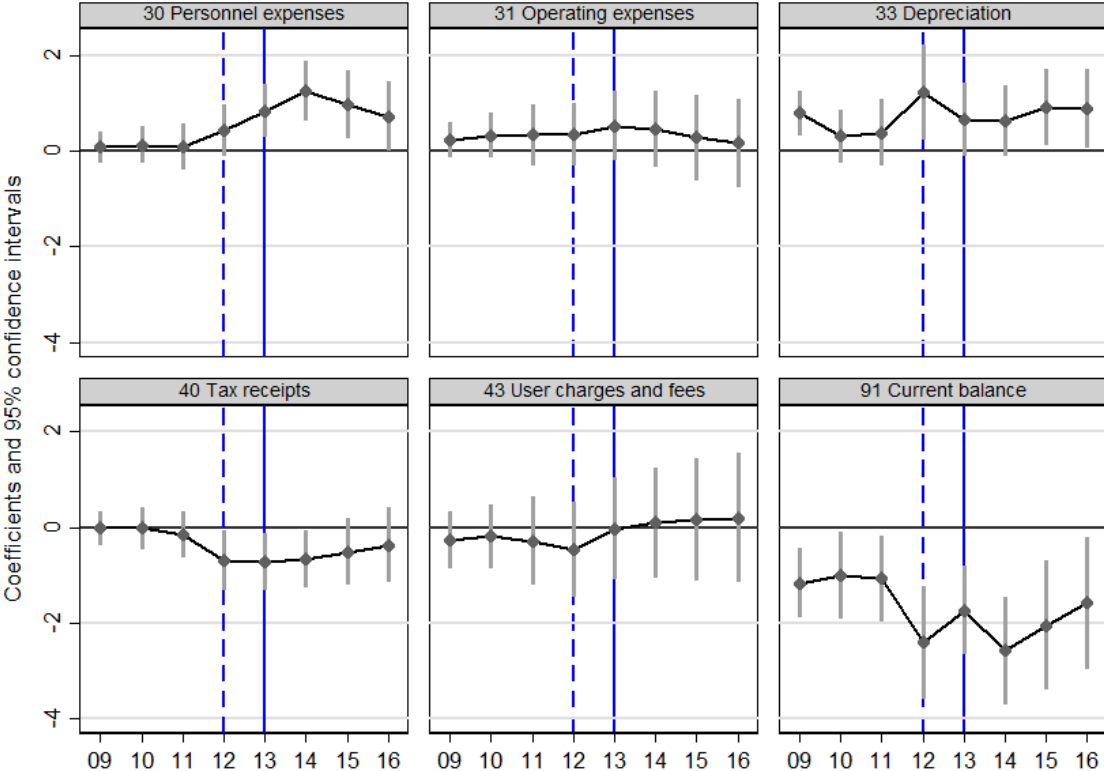 30 Personnel expenses
31 Operating expenses
33 Depreciation
2
0
-2
-4
Coefficients and 95% confidence intervals
40 Tax receipts
43 User charges and fees
91 Current balance
2
0
-2
-4
09 10 11 12 13 14 15 16
09 10 11 12 13 14 15 16
09 10 11 12 13 14 15 16